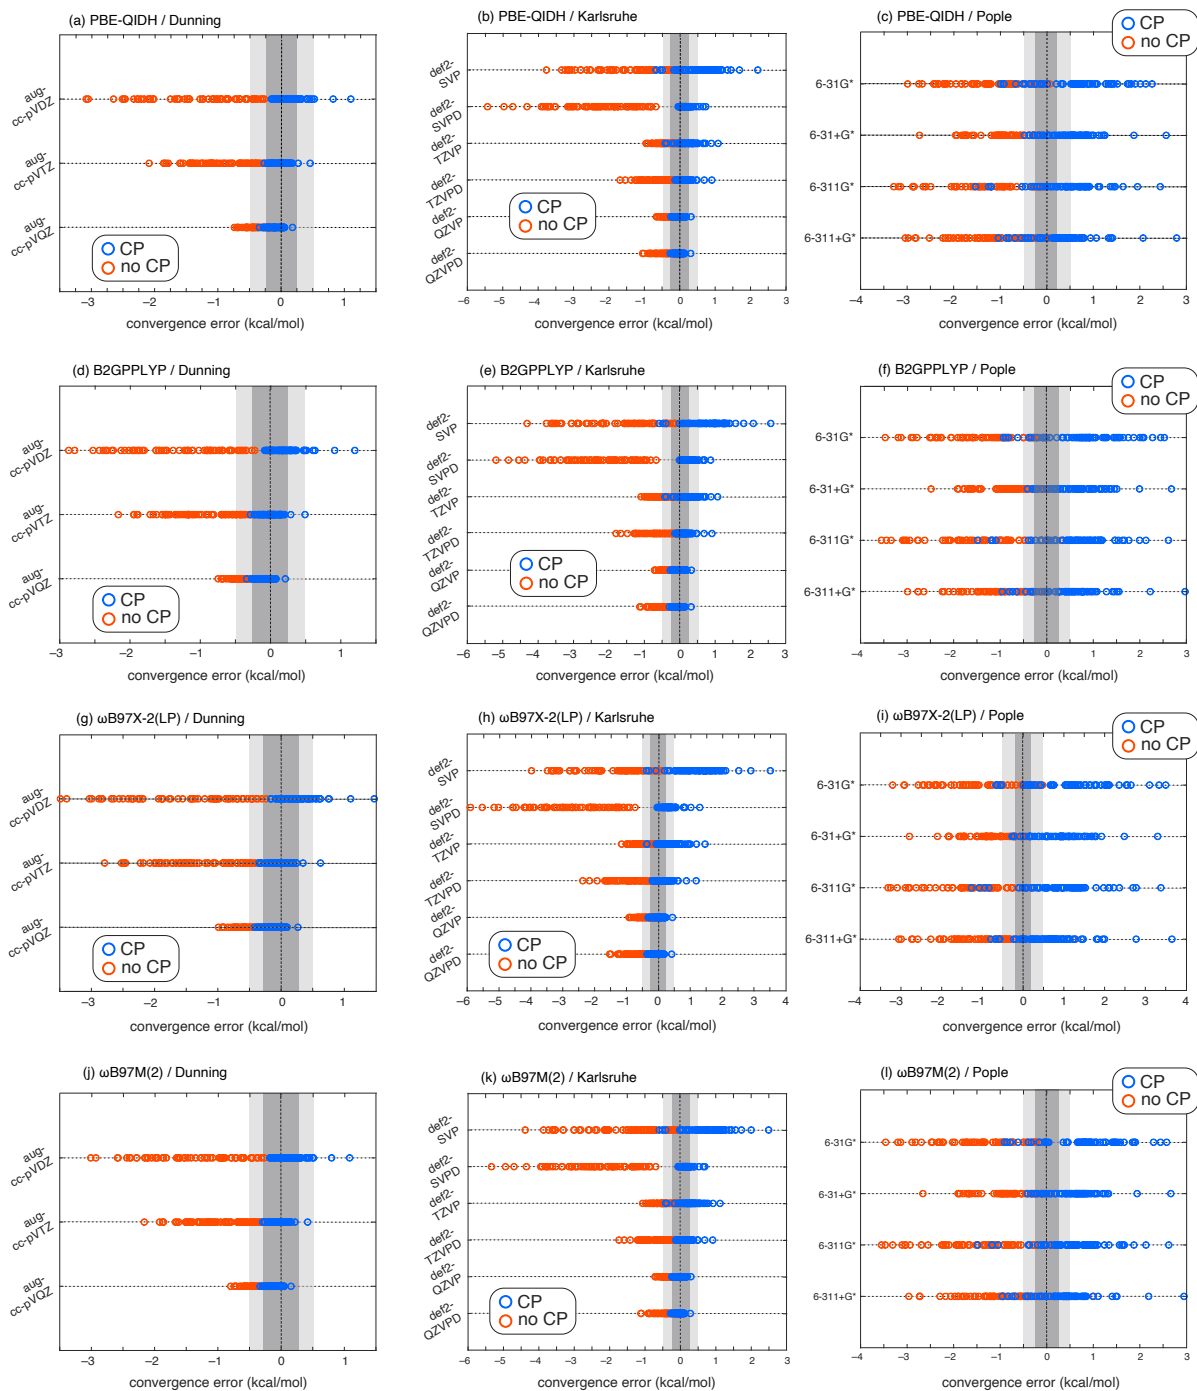 (a) PBE-QIDH / Dunning
aug-
cc-pVDZ
aug-
cc-pVTZ
aug-
cc-pVQZ
CP
no CP
−3 −2 −1 0 1
convergence error (kcal/mol)
(b) PBE-QIDH / Karlsruhe
def2-
SVP
def2-
SVPD
def2-
TZVP
def2-
TZVPD
def2-
QZVP
def2-
QZVPD
CP
no CP
−6 −5 −4 −3 −2 −1 0 1 2 3
convergence error (kcal/mol)
(c) PBE-QIDH / Pople
CP
no CP
6-31G*
6-31+G*
6-311G*
6-311+G*
−4 −3 −2 −1 0 1 2 3
convergence error (kcal/mol)
(d) B2GPPLYP / Dunning
aug-
cc-pVDZ
aug-
cc-pVTZ
aug-
cc-pVQZ
CP
no CP
−3 −2 −1 0 1
convergence error (kcal/mol)
(e) B2GPPLYP / Karlsruhe
def2-
SVP
def2-
SVPD
def2-
TZVP
def2-
TZVPD
def2-
QZVP
def2-
QZVPD
CP
no CP
−6 −5 −4 −3 −2 −1 0 1 2 3
convergence error (kcal/mol)
(f) B2GPPLYP / Pople
CP
no CP
6-31G*
6-31+G*
6-311G*
6-311+G*
−4 −3 −2 −1 0 1 2 3
convergence error (kcal/mol)
(g) ωB97X-2(LP) / Dunning
aug-
cc-pVDZ
aug-
cc-pVTZ
aug-
cc-pVQZ
CP
no CP
−3 −2 −1 0 1
convergence error (kcal/mol)
(h) ωB97X-2(LP) / Karlsruhe
def2-
SVP
def2-
SVPD
def2-
TZVP
def2-
TZVPD
def2-
QZVP
def2-
QZVPD
CP
no CP
−6 −5 −4 −3 −2 −1 0 1 2 3 4
convergence error (kcal/mol)
(i) ωB97X-2(LP) / Pople
CP
no CP
6-31G*
6-31+G*
6-311G*
6-311+G*
−4 −3 −2 −1 0 1 2 3 4
convergence error (kcal/mol)
(j) ωB97M(2) / Dunning
aug-
cc-pVDZ
aug-
cc-pVTZ
aug-
cc-pVQZ
−3 −2 −1 0 1
convergence error (kcal/mol)
(k) ωB97M(2) / Karlsruhe
def2-
SVP
def2-
SVPD
def2-
TZVP
def2-
TZVPD
def2-
QZVP
def2-
QZVPD
CP
no CP
−6 −5 −4 −3 −2 −1 0 1 2 3
convergence error (kcal/mol)
(l) ωB97M(2) / Pople
CP
no CP
6-31G*
6-31+G*
6-311G*
6-311+G*
−4 −3 −2 −1 0 1 2 3
convergence error (kcal/mol)